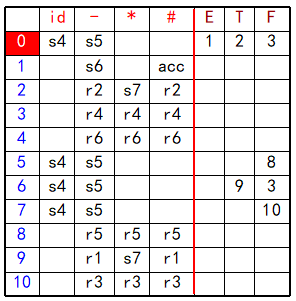 id - * # E T F
0 s4 s5 1 2 3
1 s6 acc
2 r2 s7 r2
3 r4 r4 r4
4 r6 r6 r6
5 s4 s5 8
6 s4 s5 9 3
7 s4 s5 10
8 r5 r5 r5
9 r1 s7 r1
10 r3 r3 r3